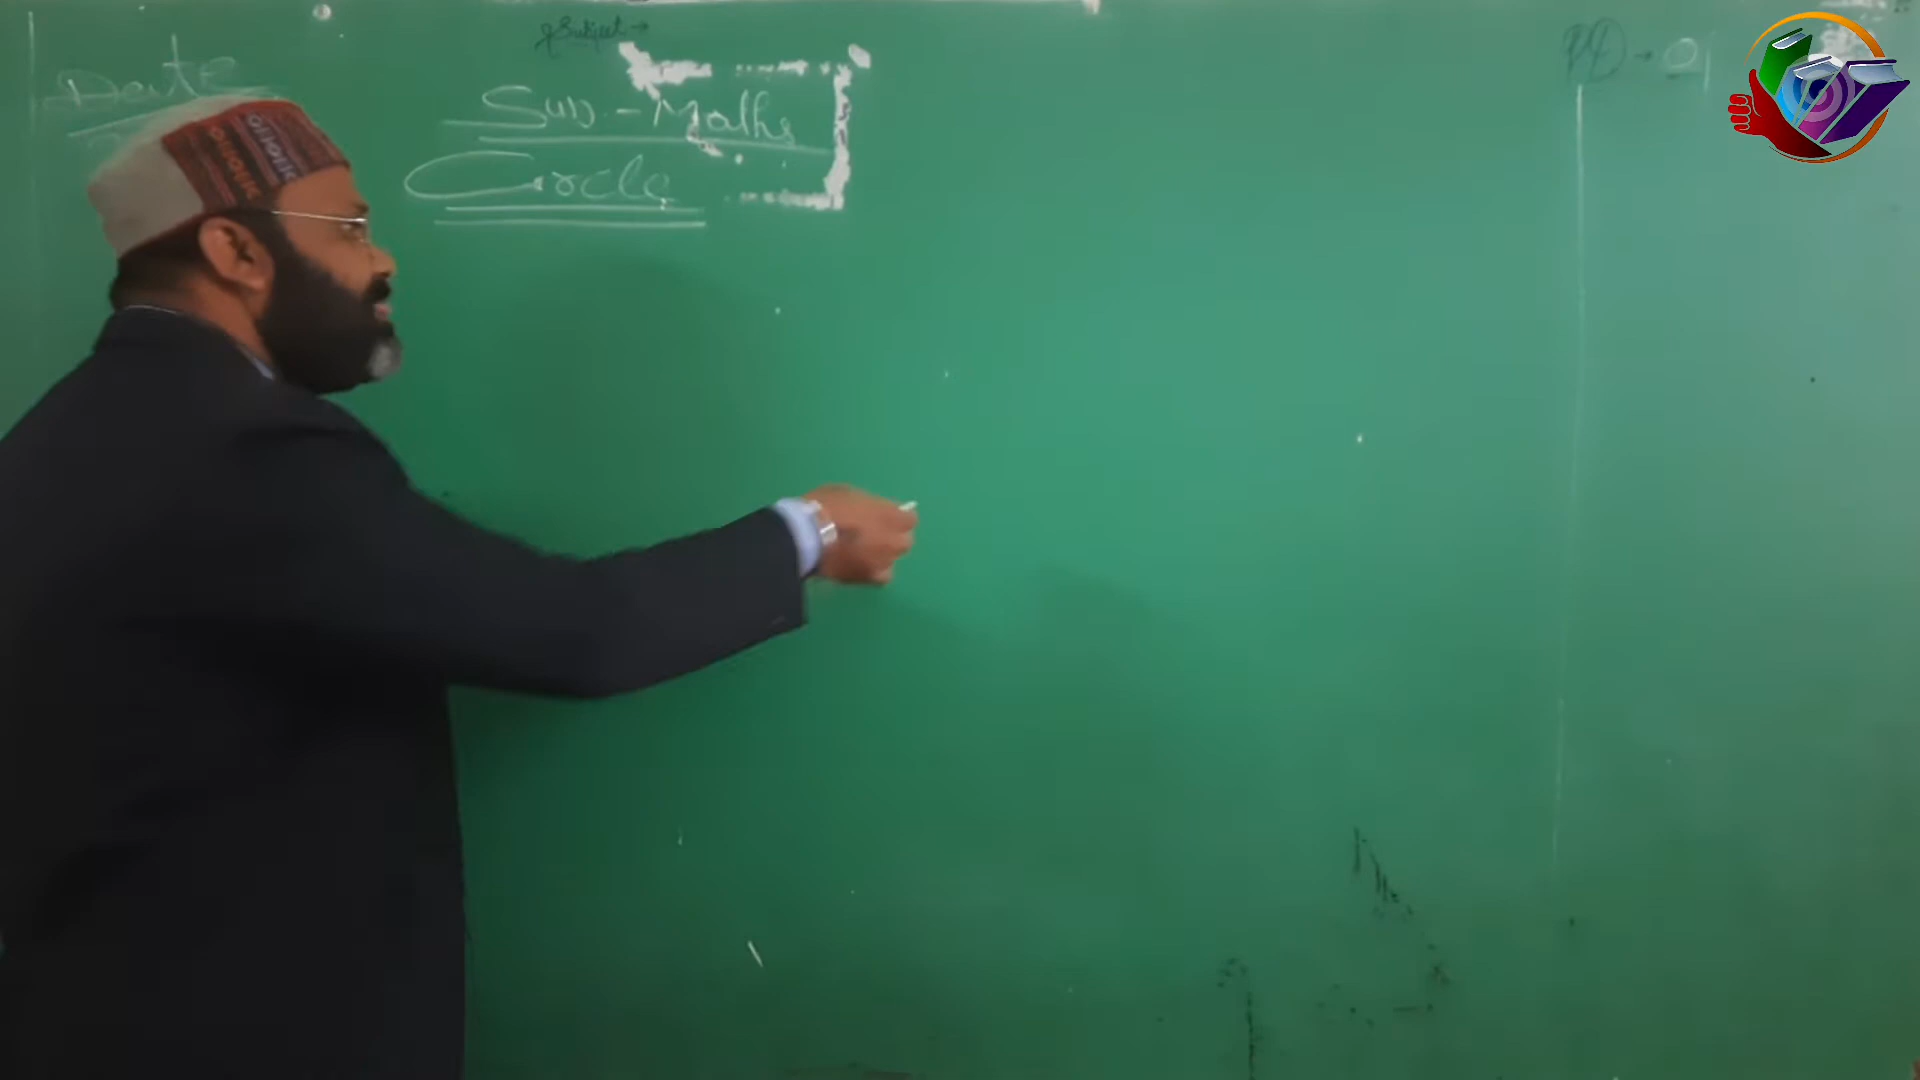 Subject →
Date
Sub. - Maths
Circle